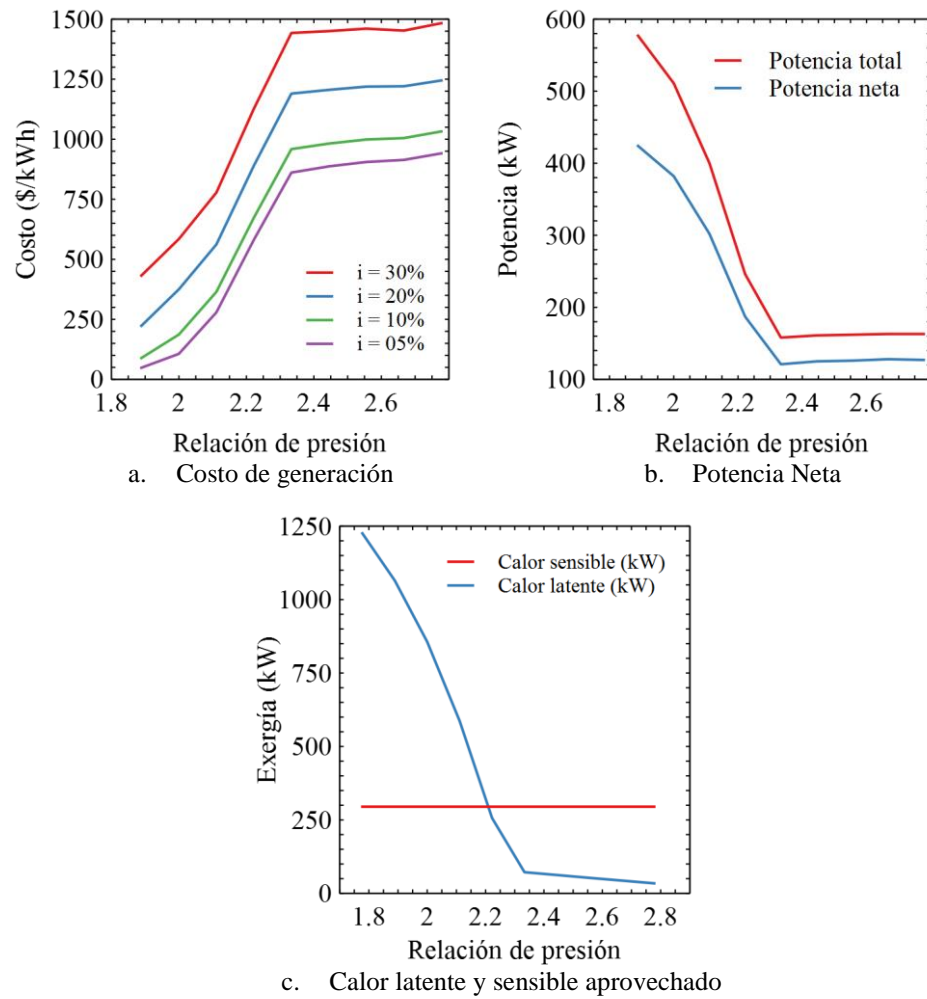 1500
1250
1000
750
500
250
0
Costo ($/kWh)
i = 30%
i = 20%
i = 10%
i = 05%
1.8 2 2.2 2.4 2.6
Relación de presión
a. Costo de generación
600
500
400
300
200
100
Potencia (kW)
Potencia total
Potencia neta
1.8 2 2.2 2.4 2.6
Relación de presión
b. Potencia Neta
1250
1000
750
500
250
0
Exergía (kW)
Calor sensible (kW)
Calor latente (kW)
1.8 2 2.2 2.4 2.6 2.8
Relación de presión
c. Calor latente y sensible aprovechado